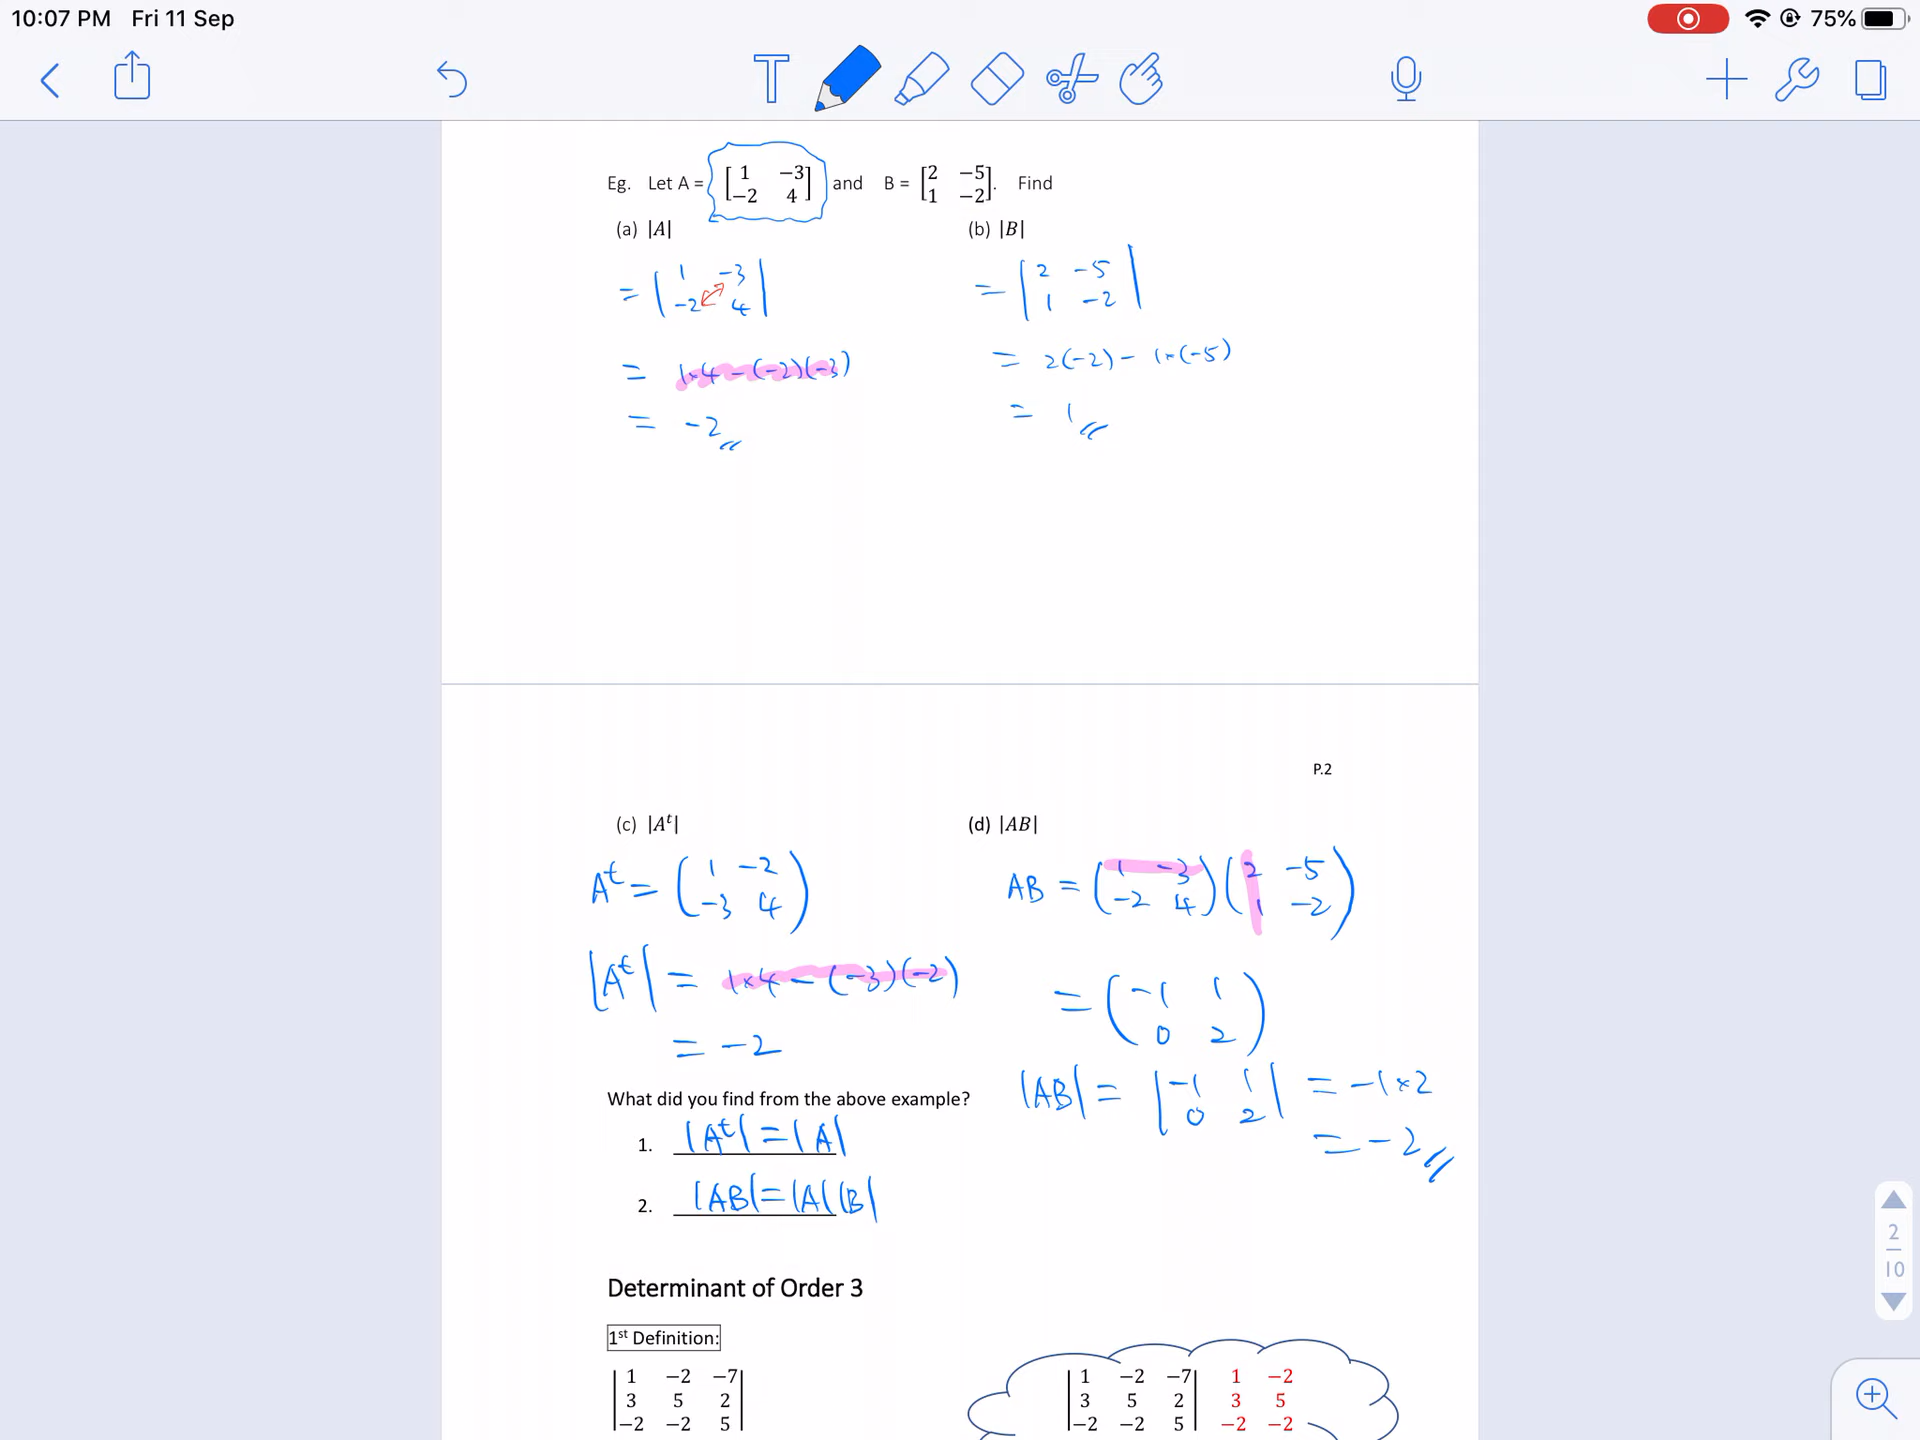 10:07 PM Fri 11 Sep 75%
Eg. Let A = [1 −3 −2 4] and B = [2 −5 1 −2]. Find
(a) |A| (b) |B|
= |1 -3 -2 4| = |2 -5 1 -2|
= 1×4 - (-2)(-3) = 2(-2) - 1×(-5)
= -2 = 1
P.2
(c) |Aᵗ| (d) |AB|
Aᵗ = (1 -2 -3 4) AB = (1 -3 -2 4)(2 -5 1 -2)
|Aᵗ| = 1×4 - (-3)(-2) = (-1 1 0 2)
= -2 |AB| = |-1 1 0 2| = -1×2
= -2
What did you find from the above example?
1. |Aᵗ| = |A|
2. |AB| = |A||B|
Determinant of Order 3
1st Definition:
|1 −2 −7| |1 −2 −7| 1 −2
|3 5 2| |3 5 2| 3 5
|−2 −2 5| |−2 −2 5| −2 −2
2
10
T